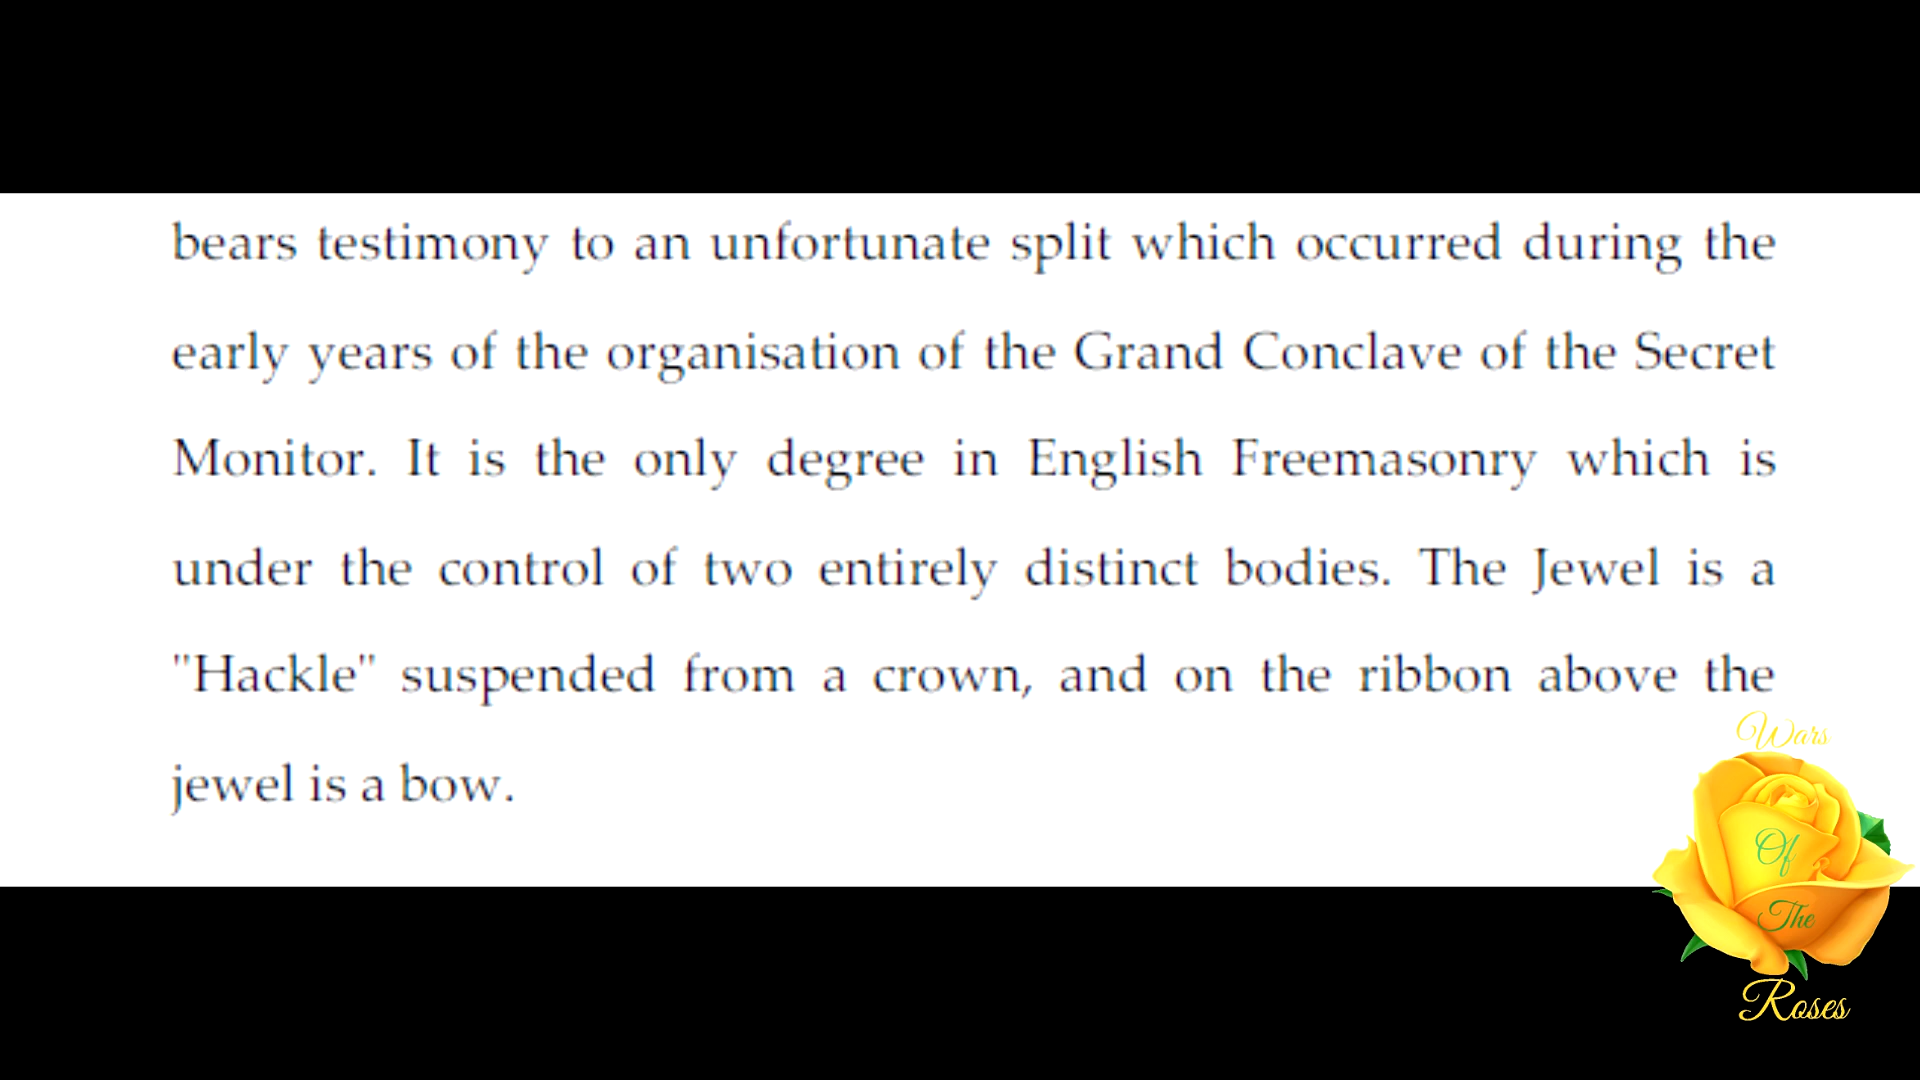 bears testimony to an unfortunate split which occurred during the
early years of the organisation of the Grand Conclave of the Secret
Monitor. It is the only degree in English Freemasonry which is
under the control of two entirely distinct bodies. The Jewel is a
"Hackle" suspended from a crown, and on the ribbon above the
jewel is a bow.
Wars
Of
The
Roses